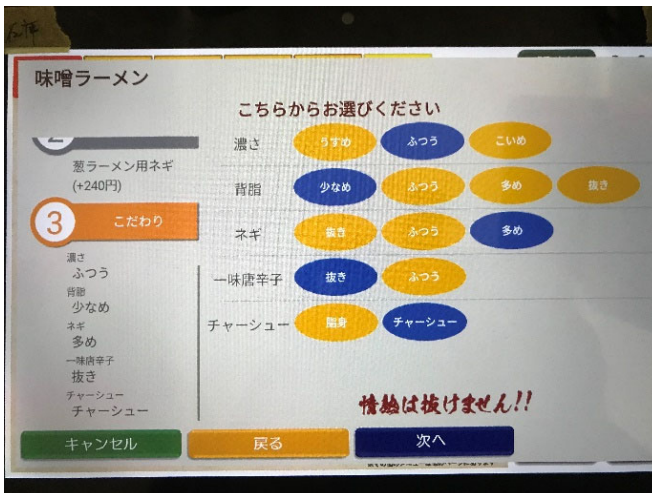 味噌ラーメン
こちらからお選びください
2
葱ラーメン用ネギ
(+240円)
3 こだわり
濃さ
ふつう
背脂
少なめ
ネギ
多め
一味唐辛子
抜き
チャーシュー
チャーシュー
濃さ うすめ ふつう こいめ
背脂 少なめ ふつう 多め 抜き
ネギ 抜き ふつう 多め
一味唐辛子 抜き ふつう
チャーシュー 脂身 チャーシュー
情熱は抜けません!!
キャンセル 戻る 次へ